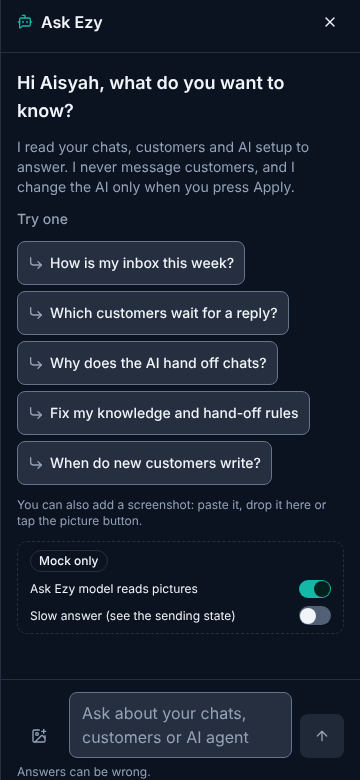 Ask Ezy
Hi Aisyah, what do you want to
know?
I read your chats, customers and AI setup to
answer. I never message customers, and I
change the AI only when you press Apply.
Try one
How is my inbox this week?
Which customers wait for a reply?
Why does the AI hand off chats?
Fix my knowledge and hand-off rules
When do new customers write?
You can also add a screenshot: paste it, drop it here or
tap the picture button.
Mock only
Ask Ezy model reads pictures
Slow answer (see the sending state)
Ask about your chats,
customers or AI agent
Answers can be wrong.